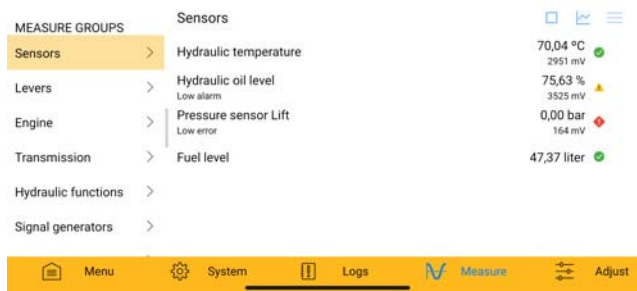 MEASURE GROUPS
Sensors
Levers
Engine
Transmission
Hydraulic functions
Signal generators
Sensors
Hydraulic temperature
70,04 ºC
2951 mV
Hydraulic oil level
Low alarm
75,63 %
3525 mV
Pressure sensor Lift
Low error
0,00 bar
164 mV
Fuel level
47,37 liter
Menu
System
Logs
Measure
Adjust